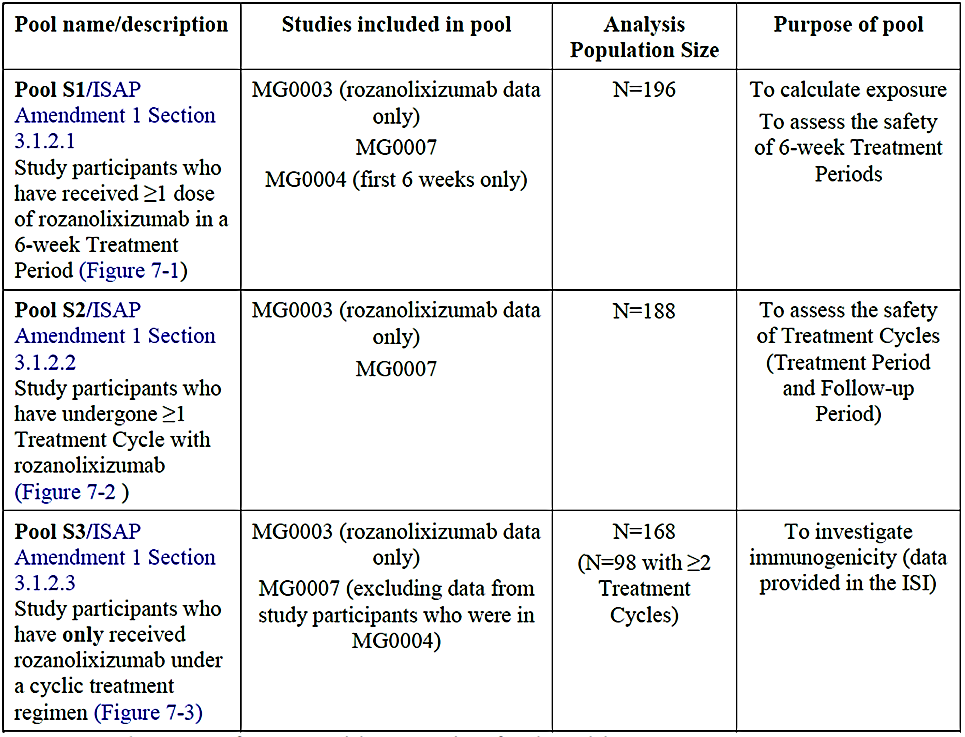 Pool name/description
Studies included in pool
Analysis
Population Size
Purpose of pool
Pool S1/ISAP
Amendment 1 Section
3.1.2.1
Study participants who
have received ≥1 dose
of rozanolixizumab in a
6-week Treatment
Period (Figure 7-1)
MG0003 (rozanolixizumab data
only)
MG0007
MG0004 (first 6 weeks only)
N=196
To calculate exposure
To assess the safety
of 6-week Treatment
Periods
Pool S2/ISAP
Amendment 1 Section
3.1.2.2
Study participants who
have undergone ≥1
Treatment Cycle with
rozanolixizumab
(Figure 7-2 )
MG0003 (rozanolixizumab data
only)
MG0007
N=188
To assess the safety
of Treatment Cycles
(Treatment Period
and Follow-up
Period)
Pool S3/ISAP
Amendment 1 Section
3.1.2.3
Study participants who
have only received
rozanolixizumab under
a cyclic treatment
regimen (Figure 7-3)
MG0003 (rozanolixizumab data
only)
MG0007 (excluding data from
study participants who were in
MG0004)
N=168
(N=98 with ≥2
Treatment
Cycles)
To investigate
immunogenicity (data
provided in the ISI)